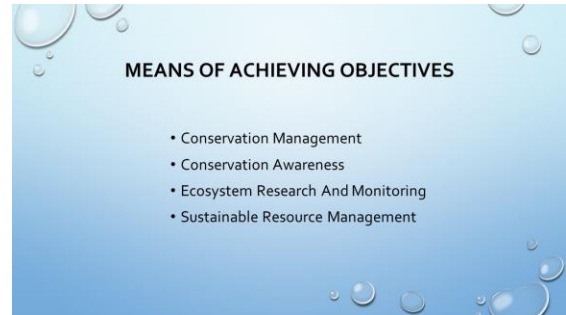 MEANS OF ACHIEVING OBJECTIVES
• Conservation Management
• Conservation Awareness
• Ecosystem Research And Monitoring
• Sustainable Resource Management